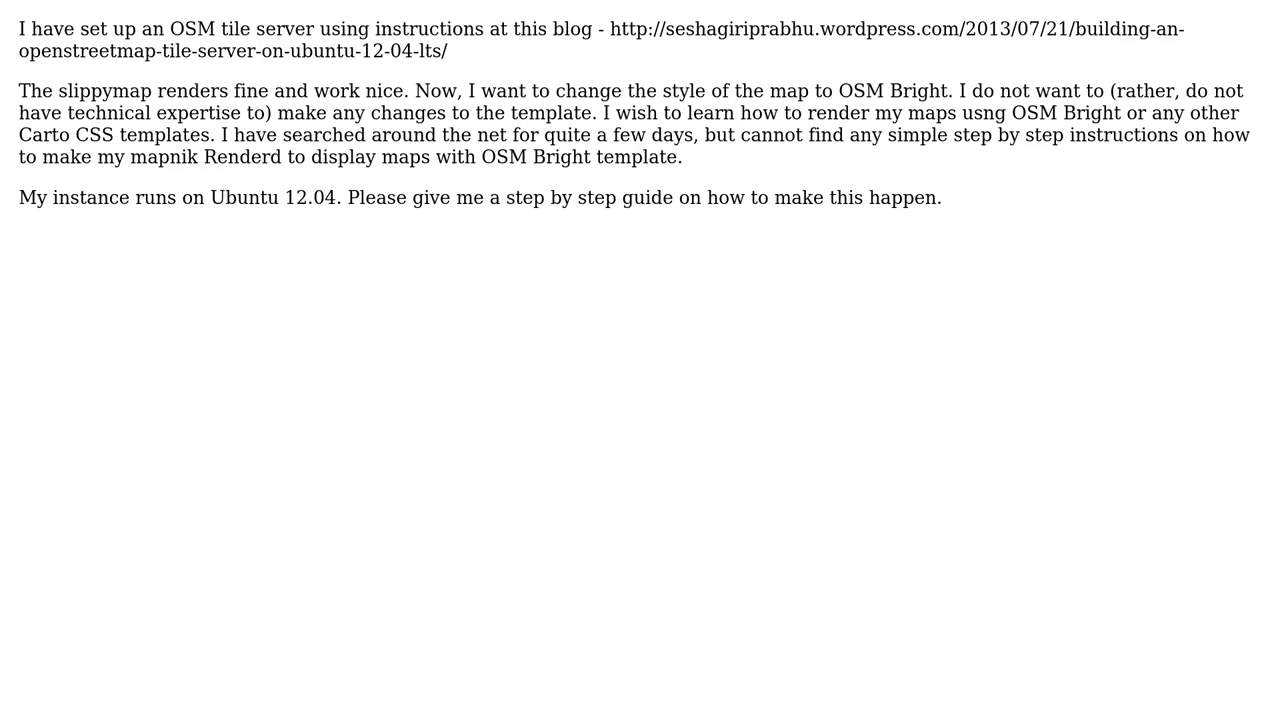 I have set up an OSM tile server using instructions at this blog - http://seshagiriprabhu.wordpress.com/2013/07/21/building-an-
openstreetmap-tile-server-on-ubuntu-12-04-lts/
The slippymap renders fine and work nice. Now, I want to change the style of the map to OSM Bright. I do not want to (rather, do not
have technical expertise to) make any changes to the template. I wish to learn how to render my maps usng OSM Bright or any other
Carto CSS templates. I have searched around the net for quite a few days, but cannot find any simple step by step instructions on how
to make my mapnik Renderd to display maps with OSM Bright template.
My instance runs on Ubuntu 12.04. Please give me a step by step guide on how to make this happen.